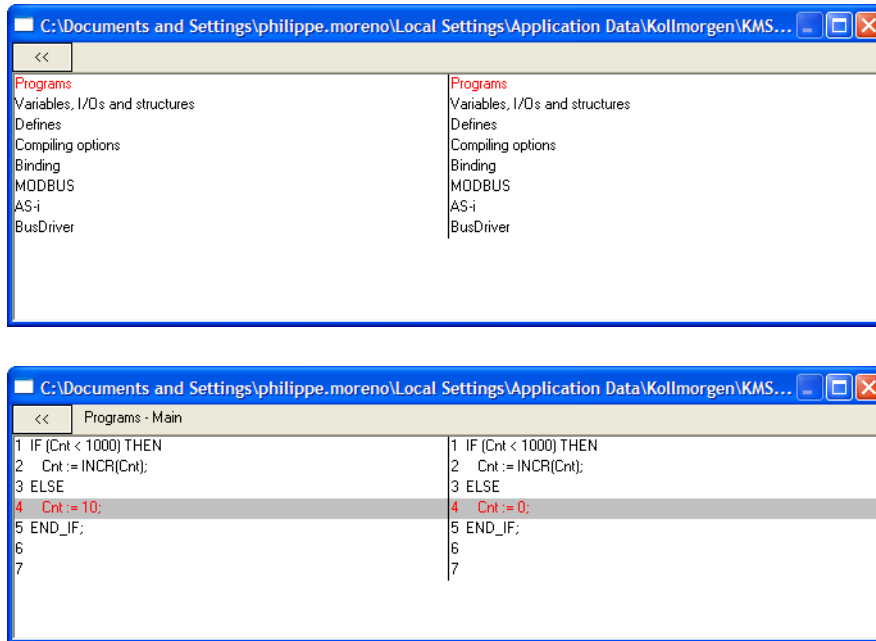 C:\Documents and Settings\philippe.moreno\Local Settings\Application Data\Kollmorgen\KMS...
<<
Programs Programs
Variables, I/Os and structures Variables, I/Os and structures
Defines Defines
Compiling options Compiling options
Binding Binding
MODBUS MODBUS
AS-i AS-i
BusDriver BusDriver
C:\Documents and Settings\philippe.moreno\Local Settings\Application Data\Kollmorgen\KMS...
<< Programs - Main
1 IF (Cnt < 1000) THEN 1 IF (Cnt < 1000) THEN
2 Cnt := INCR(Cnt); 2 Cnt := INCR(Cnt);
3 ELSE 3 ELSE
4 Cnt := 10; 4 Cnt := 0;
5 END_IF; 5 END_IF;
6 6
7 7